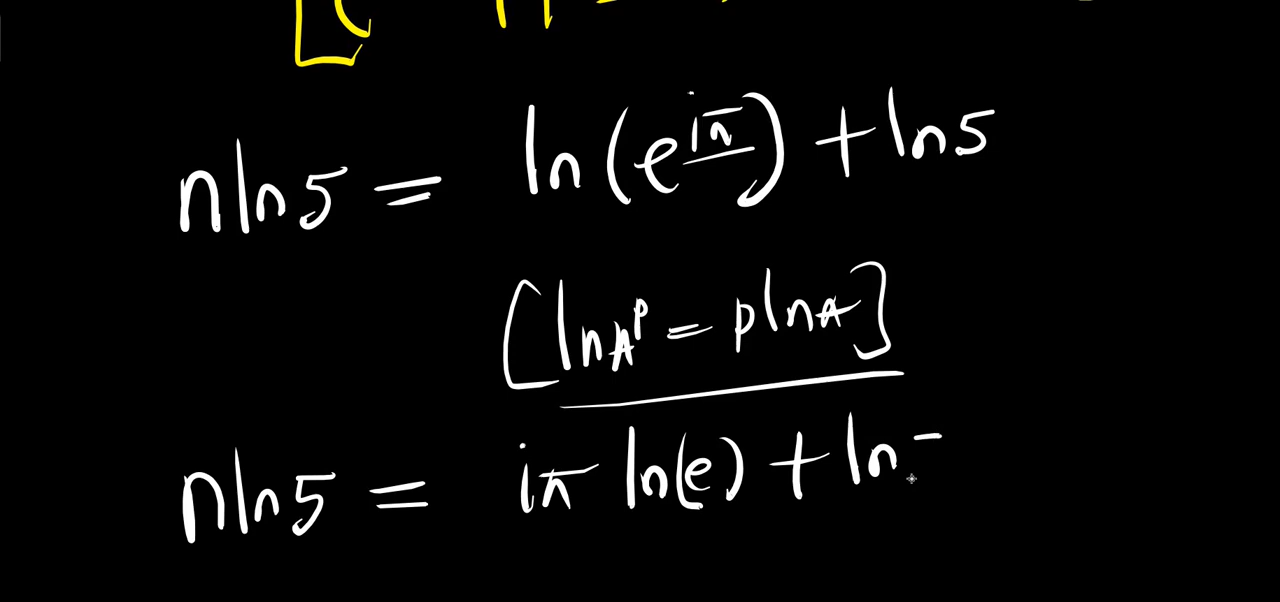 n ln 5 = ln(e^{iπ}) + ln 5
[ln A^p = p ln A]
n ln 5 = iπ ln(e) + ln